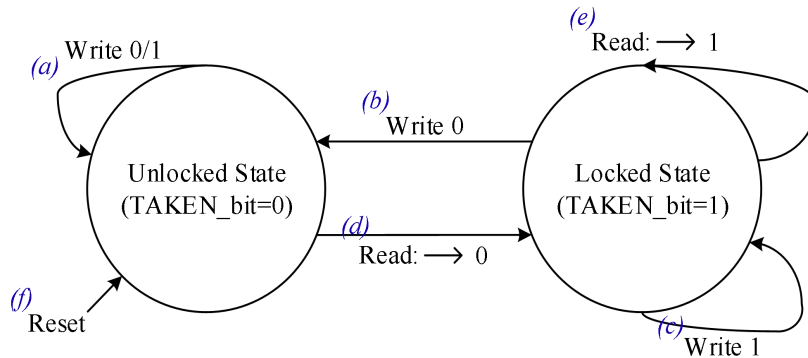 (e)
Read: → 1
Write 0/1
(a)
(b)
Write 0
Unlocked State
(TAKEN_bit=0)
Locked State
(TAKEN_bit=1)
(d)
Read: → 0
(f)
Reset
(c)
Write 1